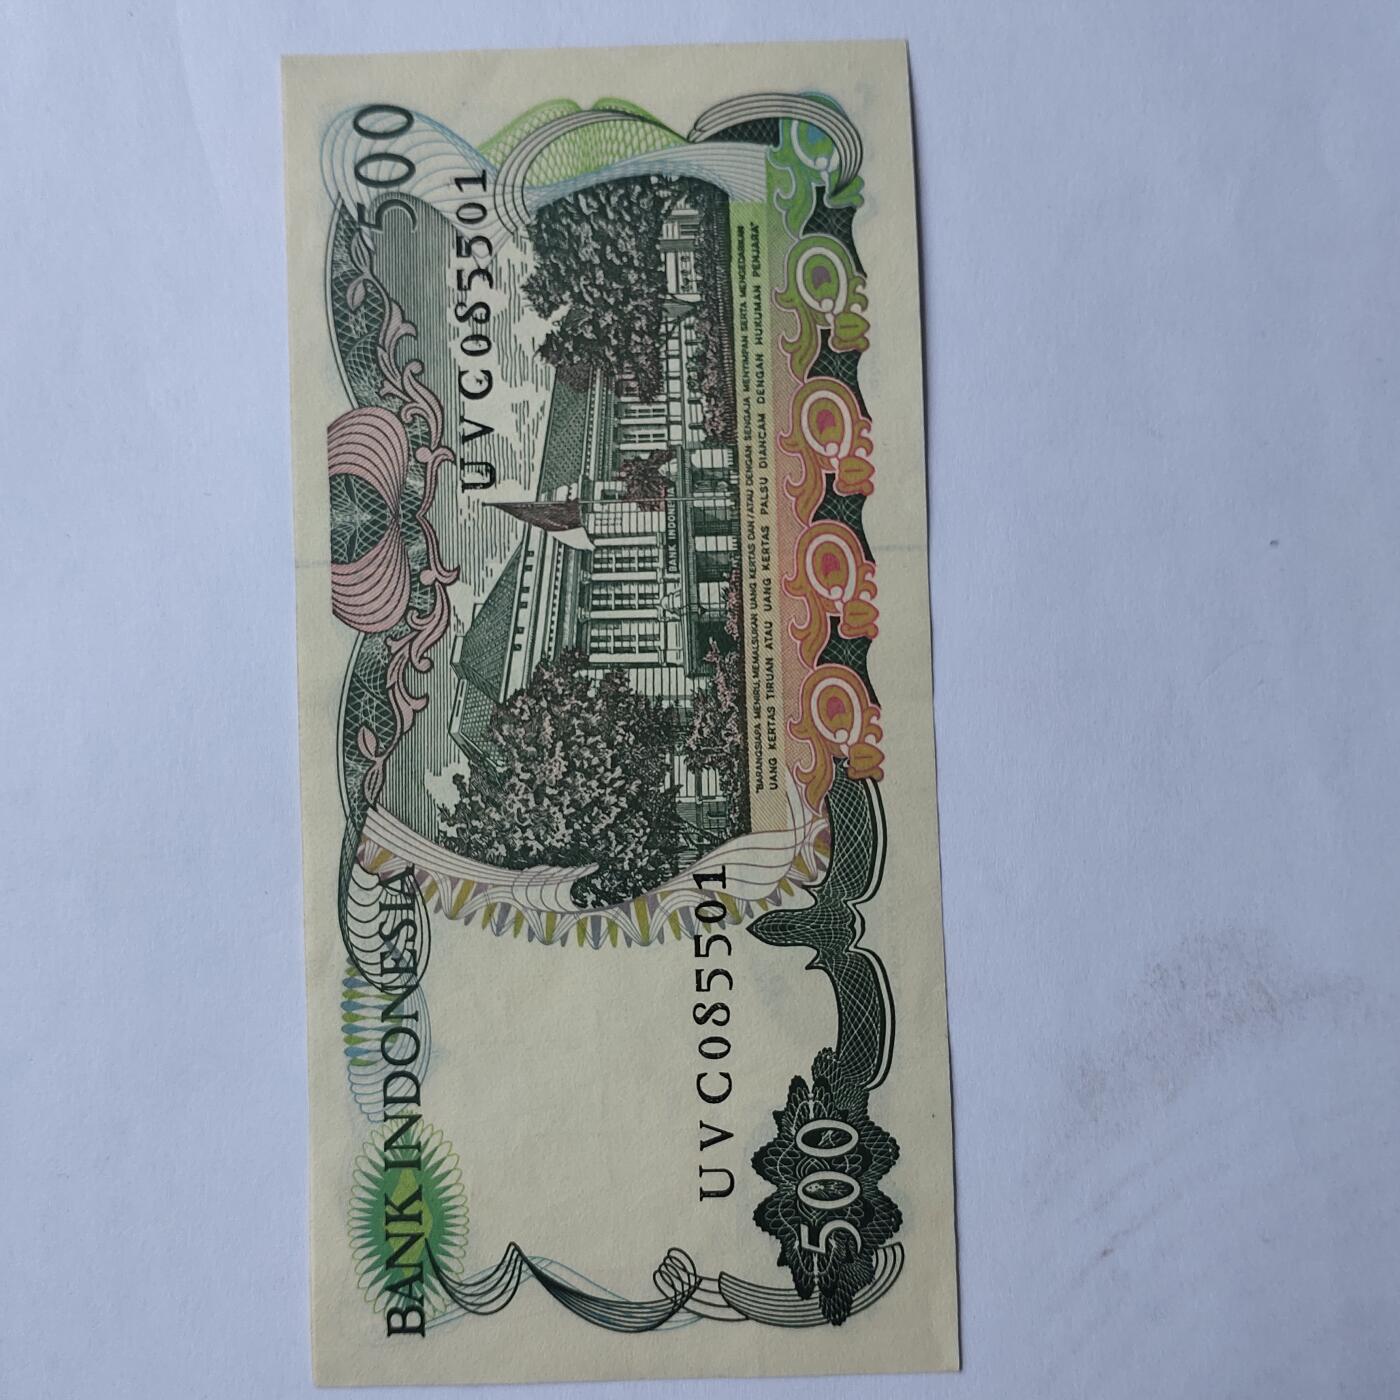 BANK INDONESIA
500
UVC085501
BANK INDONESIA
"BARANGSIAPA MENIRU, MEMALSUKAN UANG KERTAS DAN/ATAU DENGAN SENGAJA MENYIMPAN SERTA MENGEDARKAN
UANG KERTAS TIRUAN ATAU UANG KERTAS PALSU DIANCAM DENGAN HUKUMAN PENJARA"
UVC085501
500